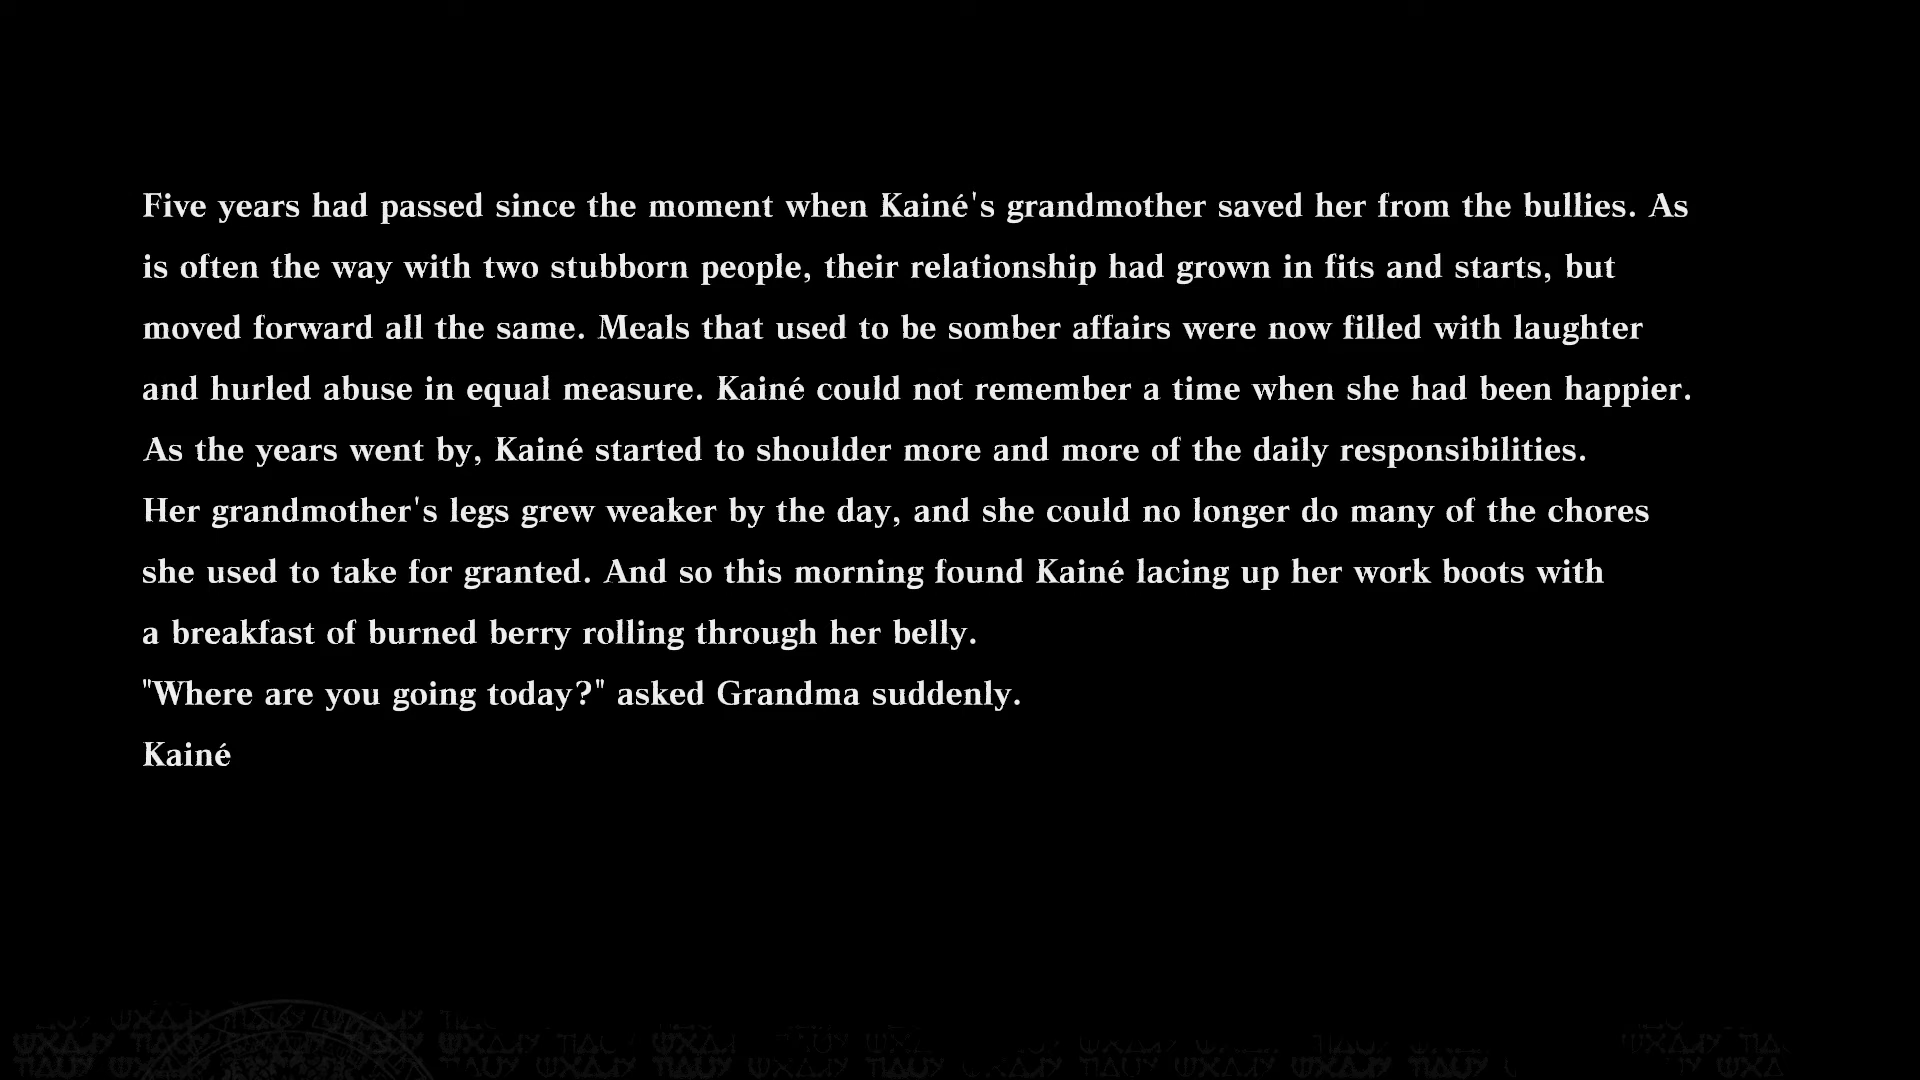 Five years had passed since the moment when Kainé's grandmother saved her from the bullies. As
is often the way with two stubborn people, their relationship had grown in fits and starts, but
moved forward all the same. Meals that used to be somber affairs were now filled with laughter
and hurled abuse in equal measure. Kainé could not remember a time when she had been happier.
As the years went by, Kainé started to shoulder more and more of the daily responsibilities.
Her grandmother's legs grew weaker by the day, and she could no longer do many of the chores
she used to take for granted. And so this morning found Kainé lacing up her work boots with
a breakfast of burned berry rolling through her belly.
"Where are you going today?" asked Grandma suddenly.
Kainé